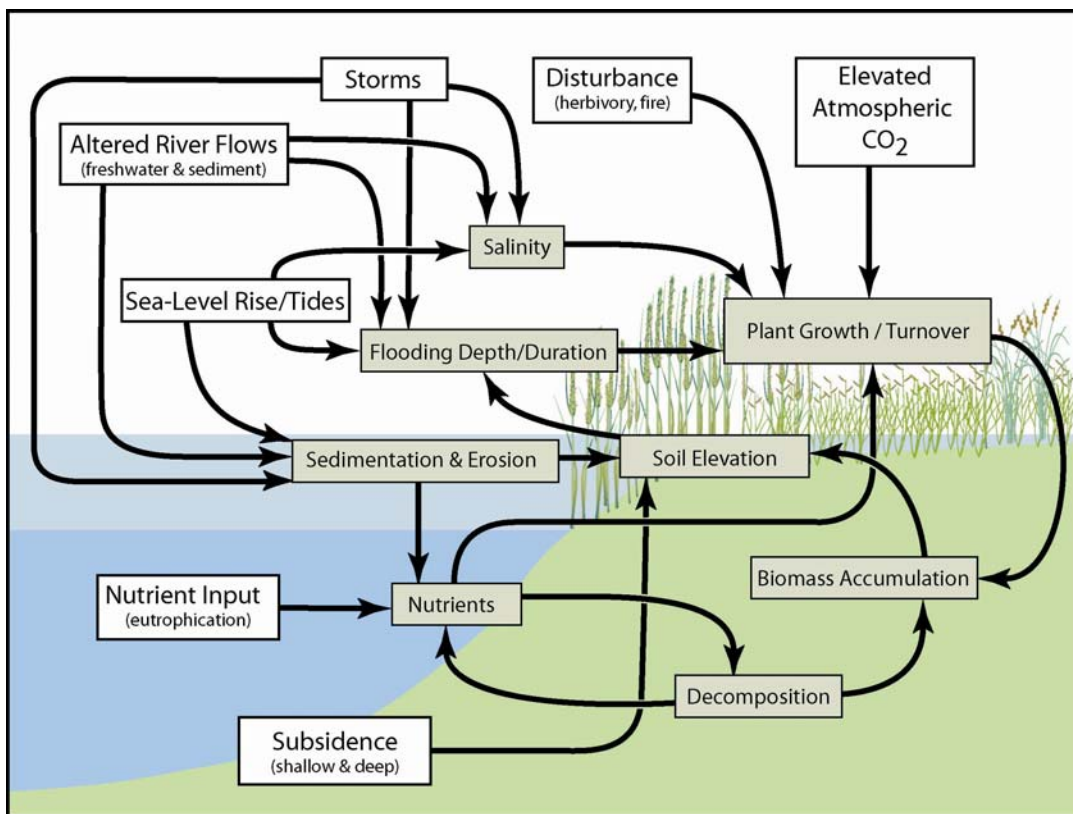 Storms
Disturbance
(herbivory, fire)
Elevated
Atmospheric
CO2
Altered River Flows
(freshwater & sediment)
Salinity
Sea-Level Rise/Tides
Plant Growth / Turnover
Flooding Depth/Duration
Sedimentation & Erosion
Soil Elevation
Biomass Accumulation
Nutrient Input
(eutrophication)
Nutrients
Decomposition
Subsidence
(shallow & deep)